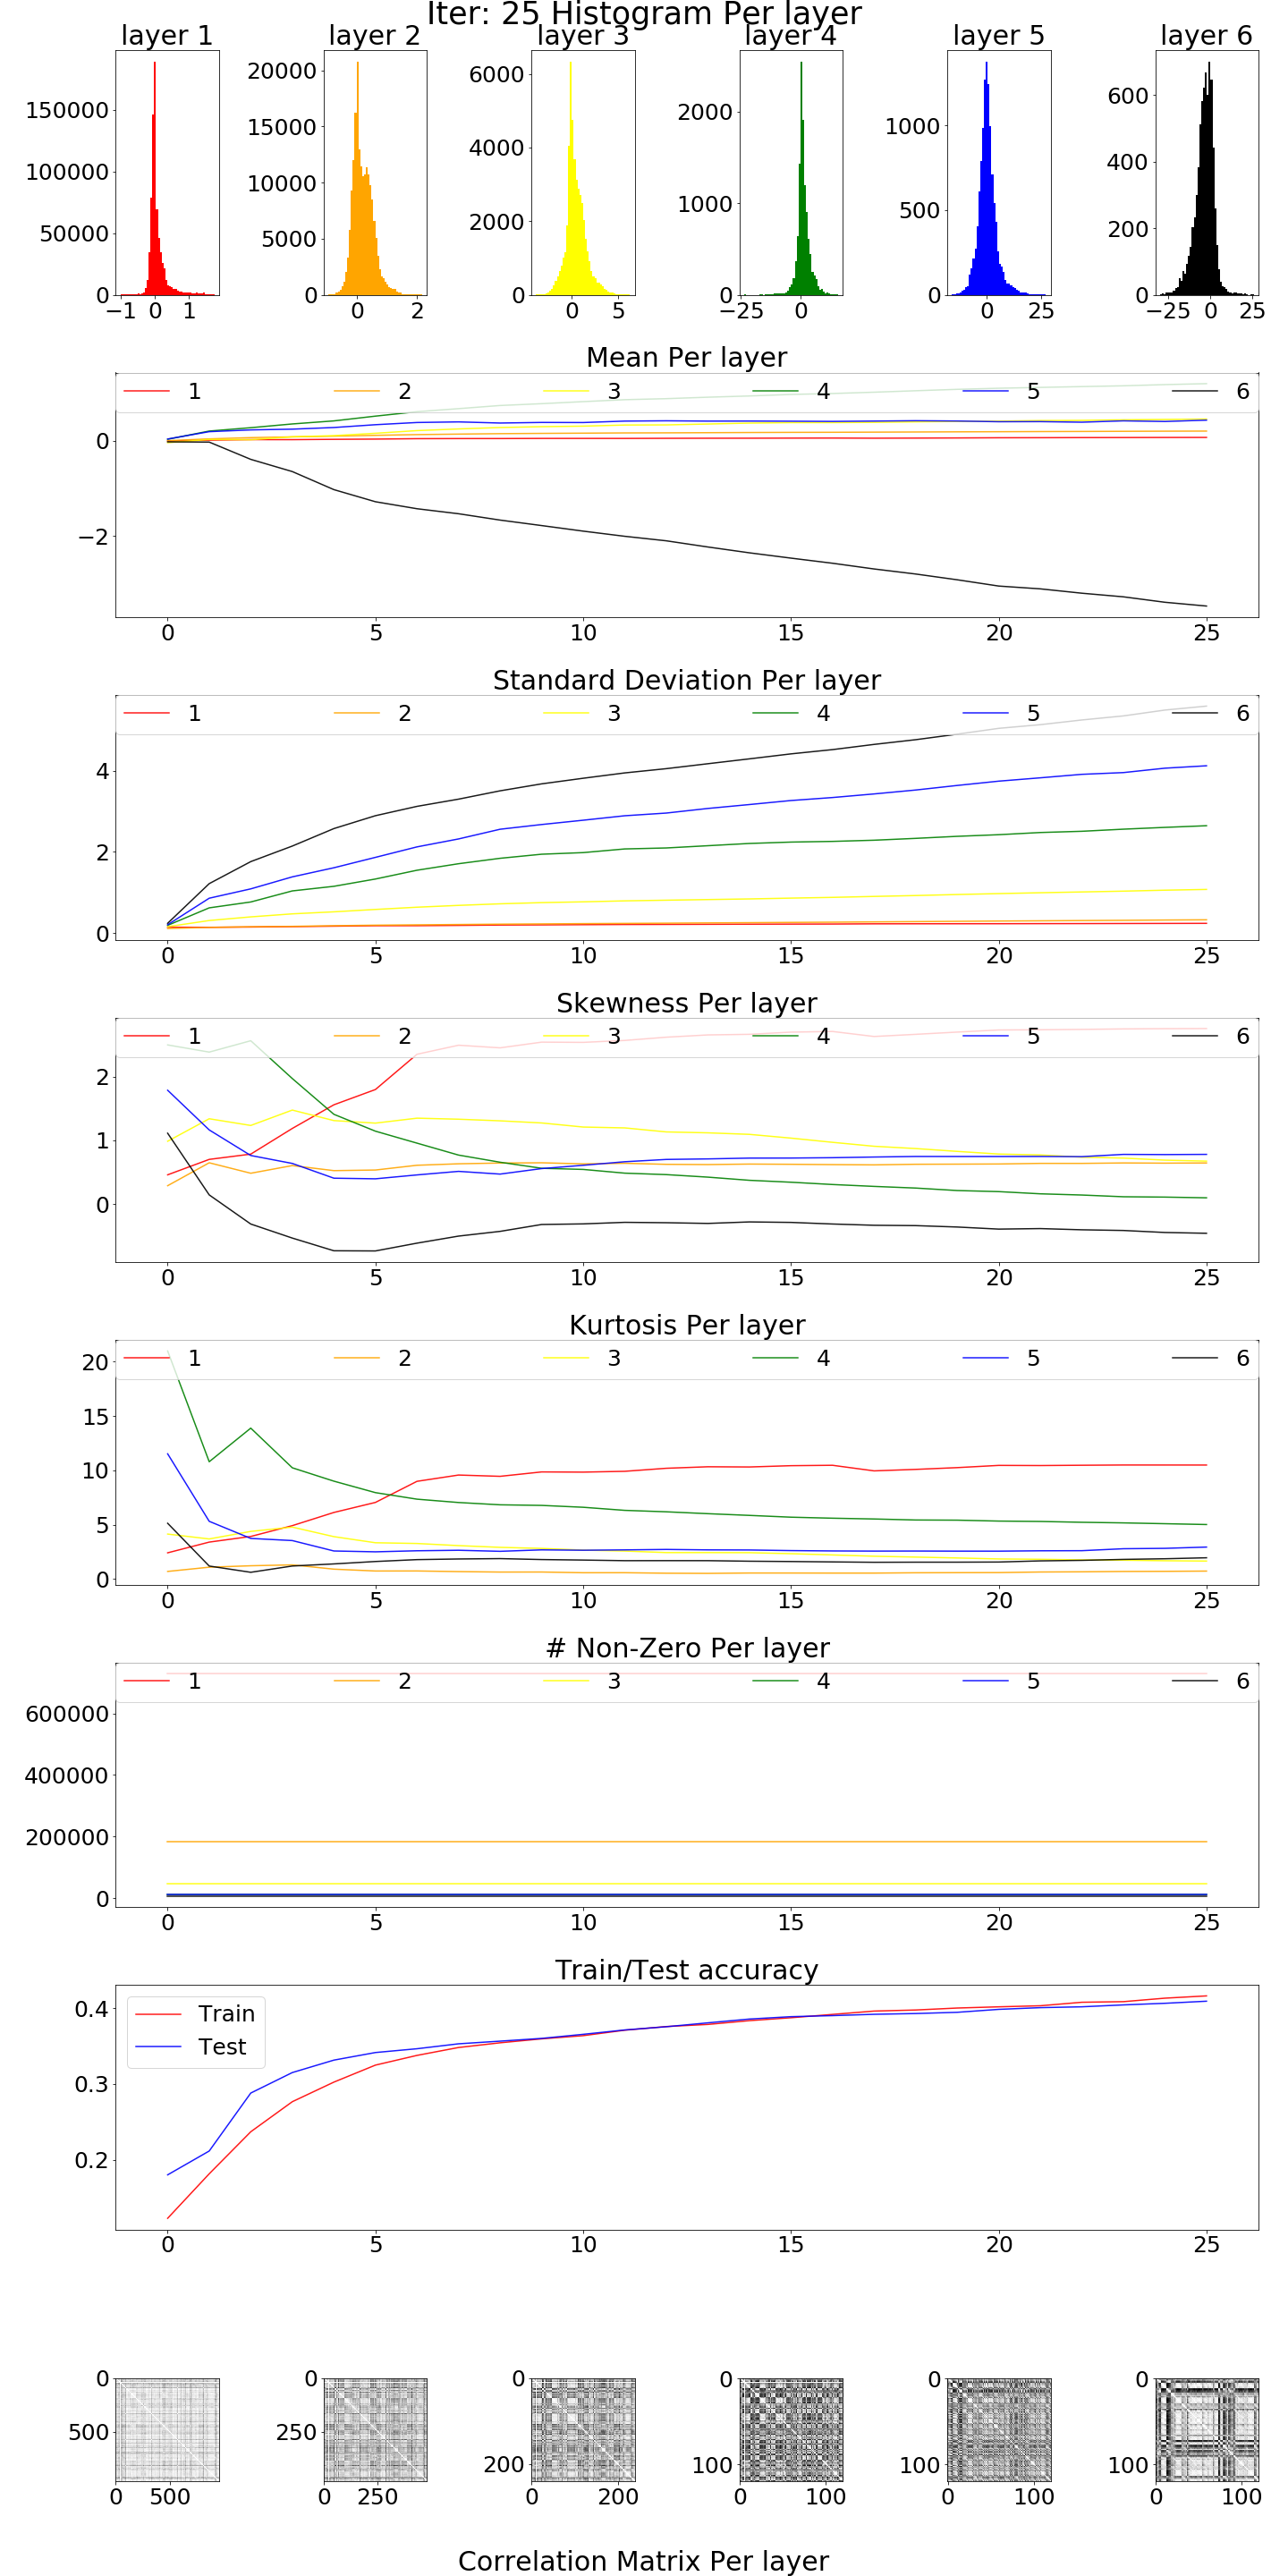 Iter: 25 Histogram Per layer
layer 1 layer 2 layer 3 layer 4 layer 5 layer 6
150000 100000 50000 0
−1 0 1
20000 15000 10000 5000 0
0 2
6000 4000 2000 0
0 5
2000 1000 0
−25 0
1000 500 0
0 25
600 400 200 0
−25 0 25
Mean Per layer
1 2 3 4 5 6
0
−2
0 5 10 15 20 25
Standard Deviation Per layer
1 2 3 4 5 6
4
2
0
0 5 10 15 20 25
Skewness Per layer
1 2 3 4 5 6
2
1
0
0 5 10 15 20 25
Kurtosis Per layer
1 2 3 4 5 6
20
15
10
5
0
0 5 10 15 20 25
# Non-Zero Per layer
1 2 3 4 5 6
600000
400000
200000
0
0 5 10 15 20 25
Train/Test accuracy
Train
Test
0.4
0.3
0.2
0 5 10 15 20 25
0 500
0 500
0 250
0 250
0 200
0 200
0 100
0 100
0 100
0 100
0 100
0 100
Correlation Matrix Per layer